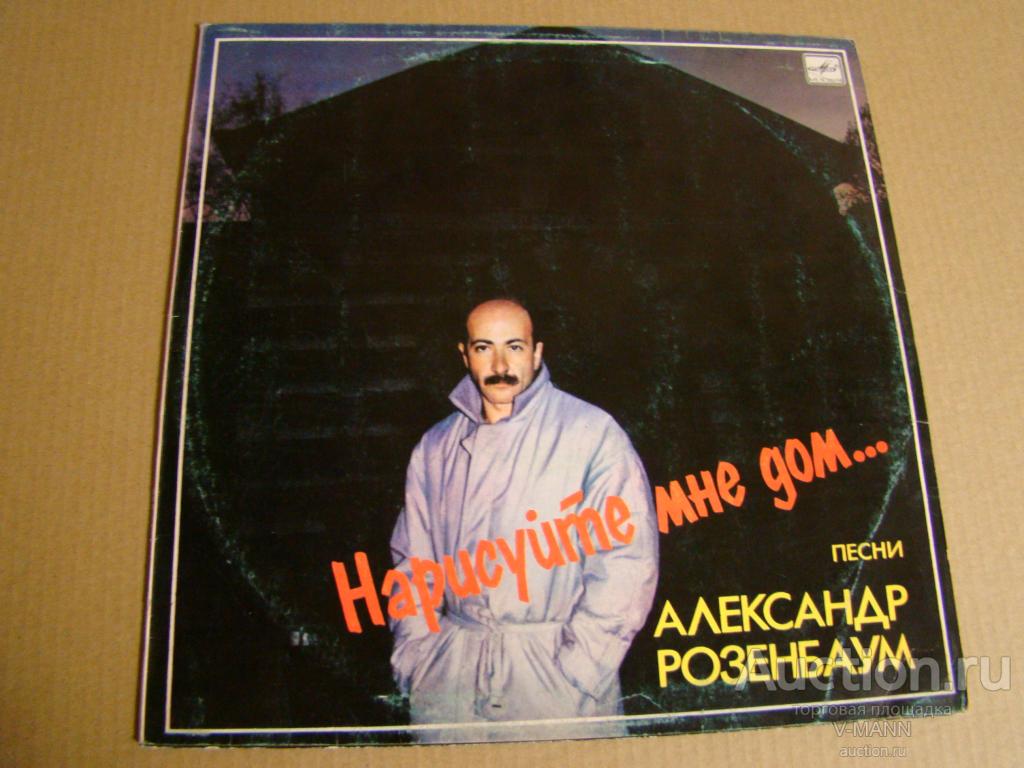 Нарисуйте мне дом...
ПЕСНИ
АЛЕКСАНДР
РОЗЕНБАУМ
Auction.ru
торговая площадка
V-MANN
auction.ru